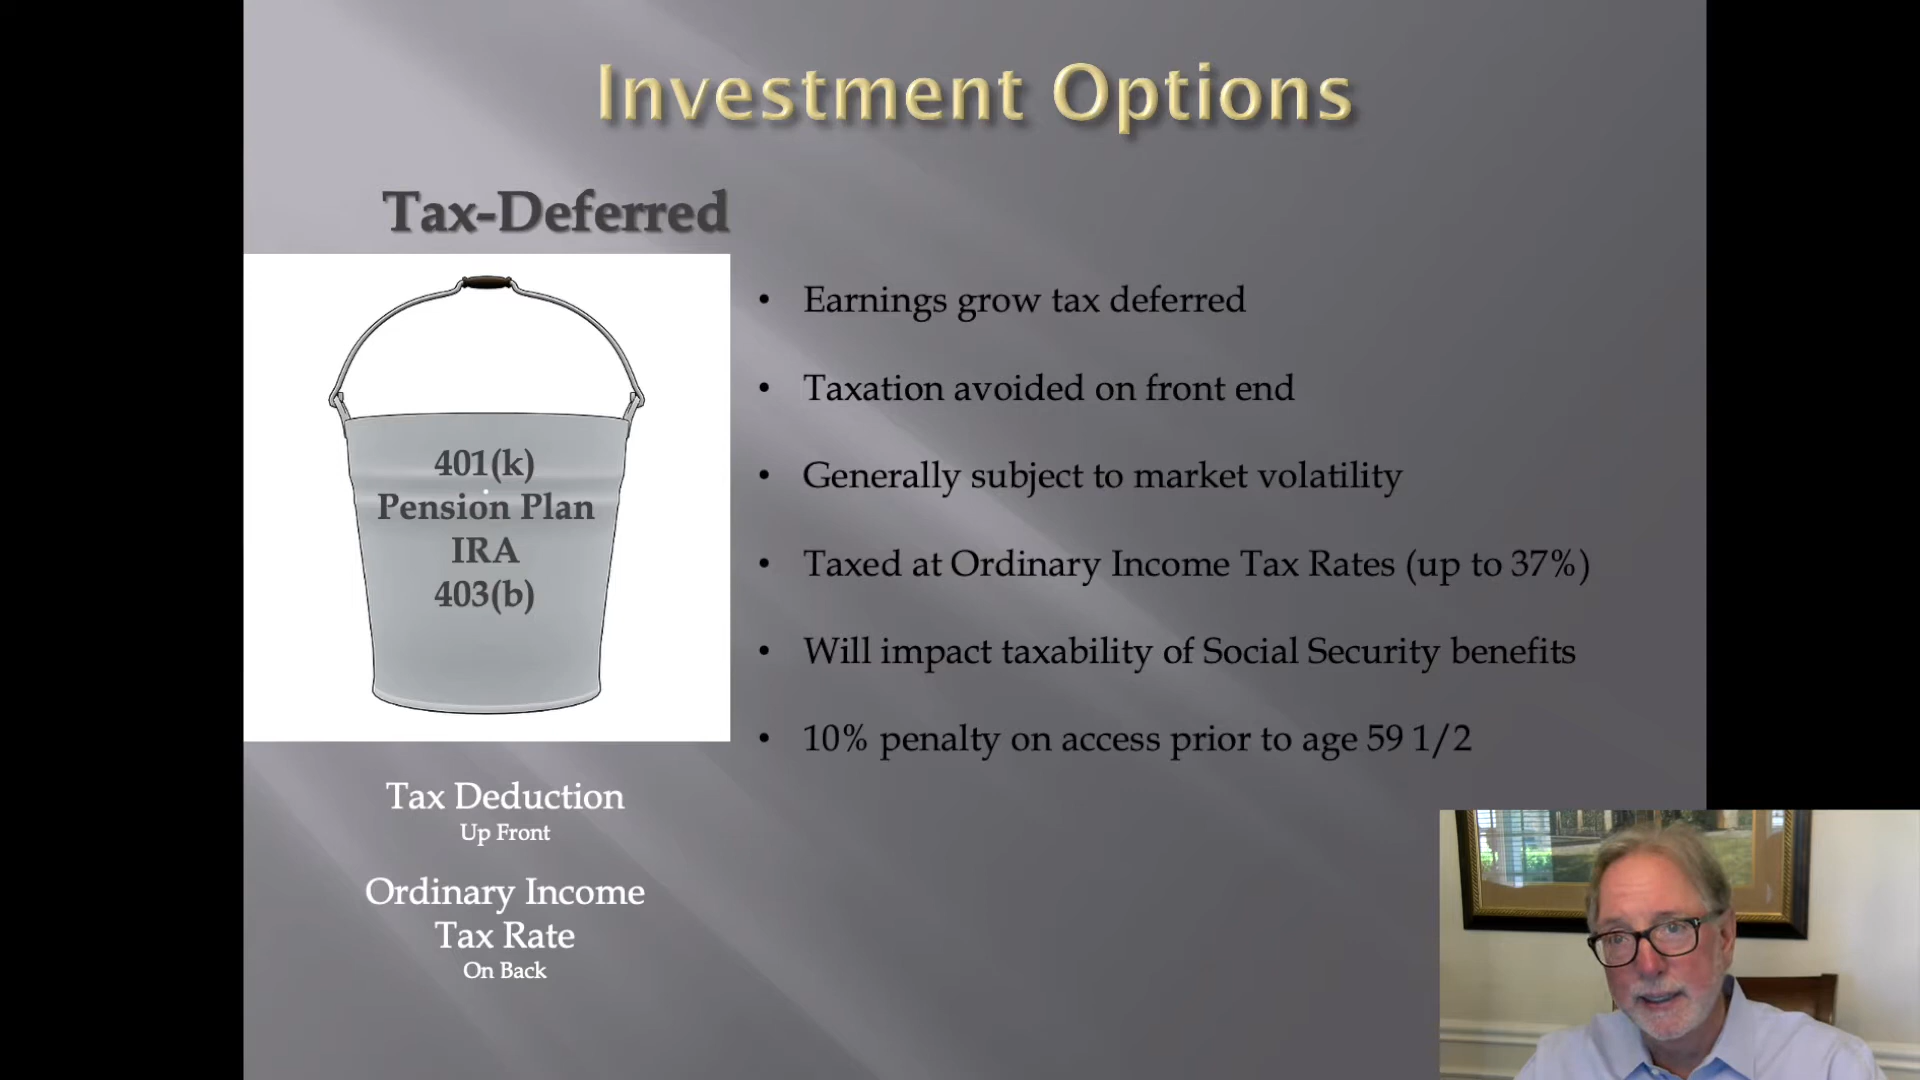 Investment Options
Tax-Deferred
401(k)
Pension Plan
IRA
403(b)
Tax Deduction
Up Front
Ordinary Income
Tax Rate
On Back
• Earnings grow tax deferred
• Taxation avoided on front end
• Generally subject to market volatility
• Taxed at Ordinary Income Tax Rates (up to 37%)
• Will impact taxability of Social Security benefits
• 10% penalty on access prior to age 59 1/2